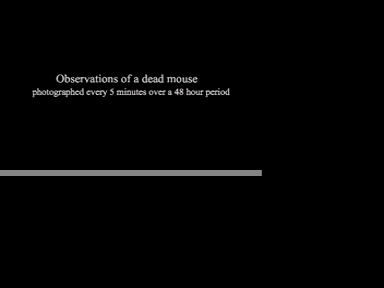 Observations of a dead mouse
photographed every 5 minutes over a 48 hour period